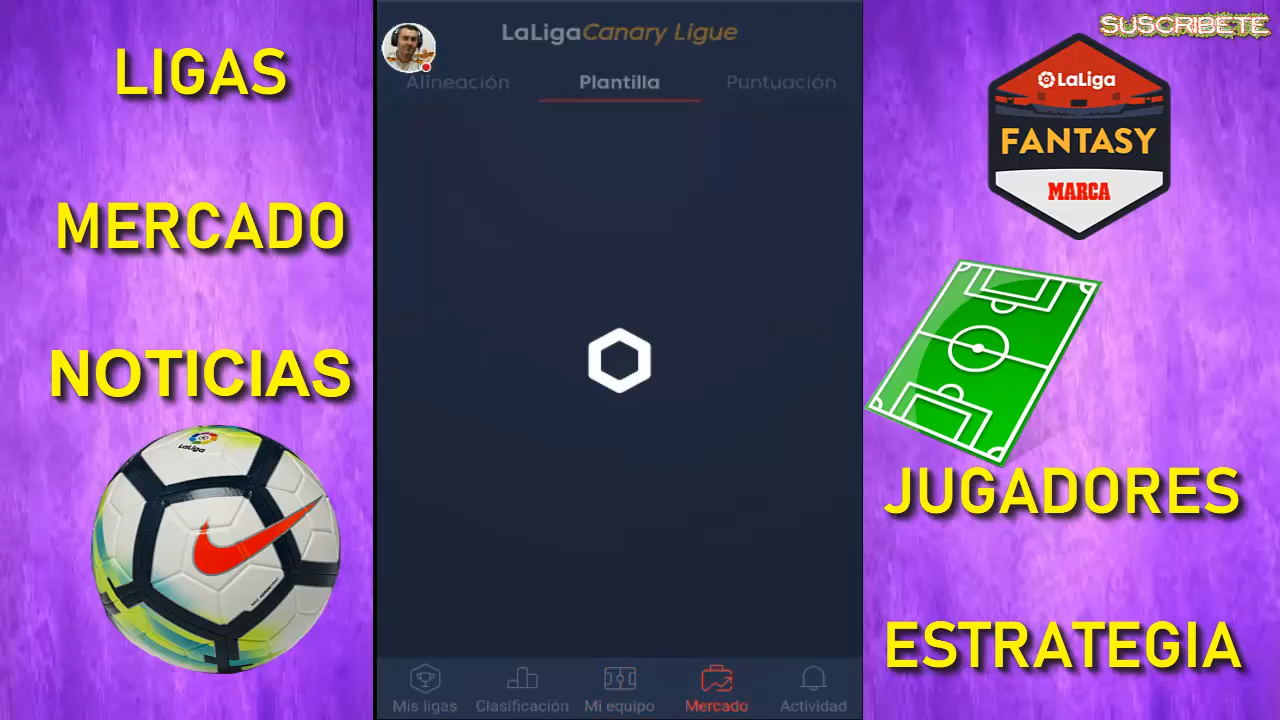 SUSCRIBETE
LIGAS
MERCADO
NOTICIAS
LaLiga
LaLigaCanary Ligue
Alineación
Plantilla
Puntuación
Mis ligas
Clasificación
Mi equipo
Mercado
Actividad
LaLiga
FANTASY
MARCA
JUGADORES
ESTRATEGIA